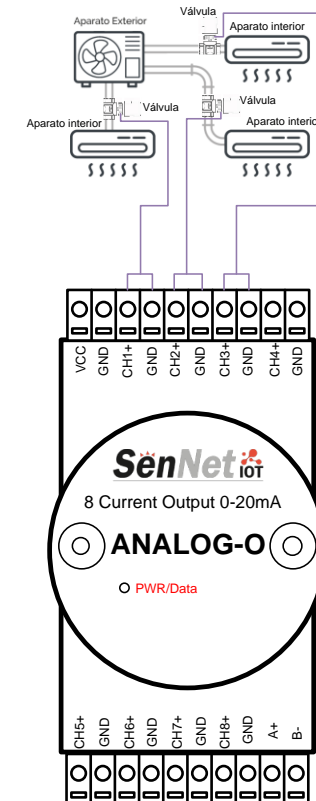 Válvula
Aparato Exterior
Aparato interior
Válvula
Válvula
Aparato interior
Aparato interior
VCC
GND
CH1+
GND
CH2+
GND
CH3+
GND
CH4+
GND
SenNet IOT
8 Current Output 0-20mA
ANALOG-O
PWR/Data
CH5+
GND
CH6+
GND
CH7+
GND
CH8+
GND
A+
B-